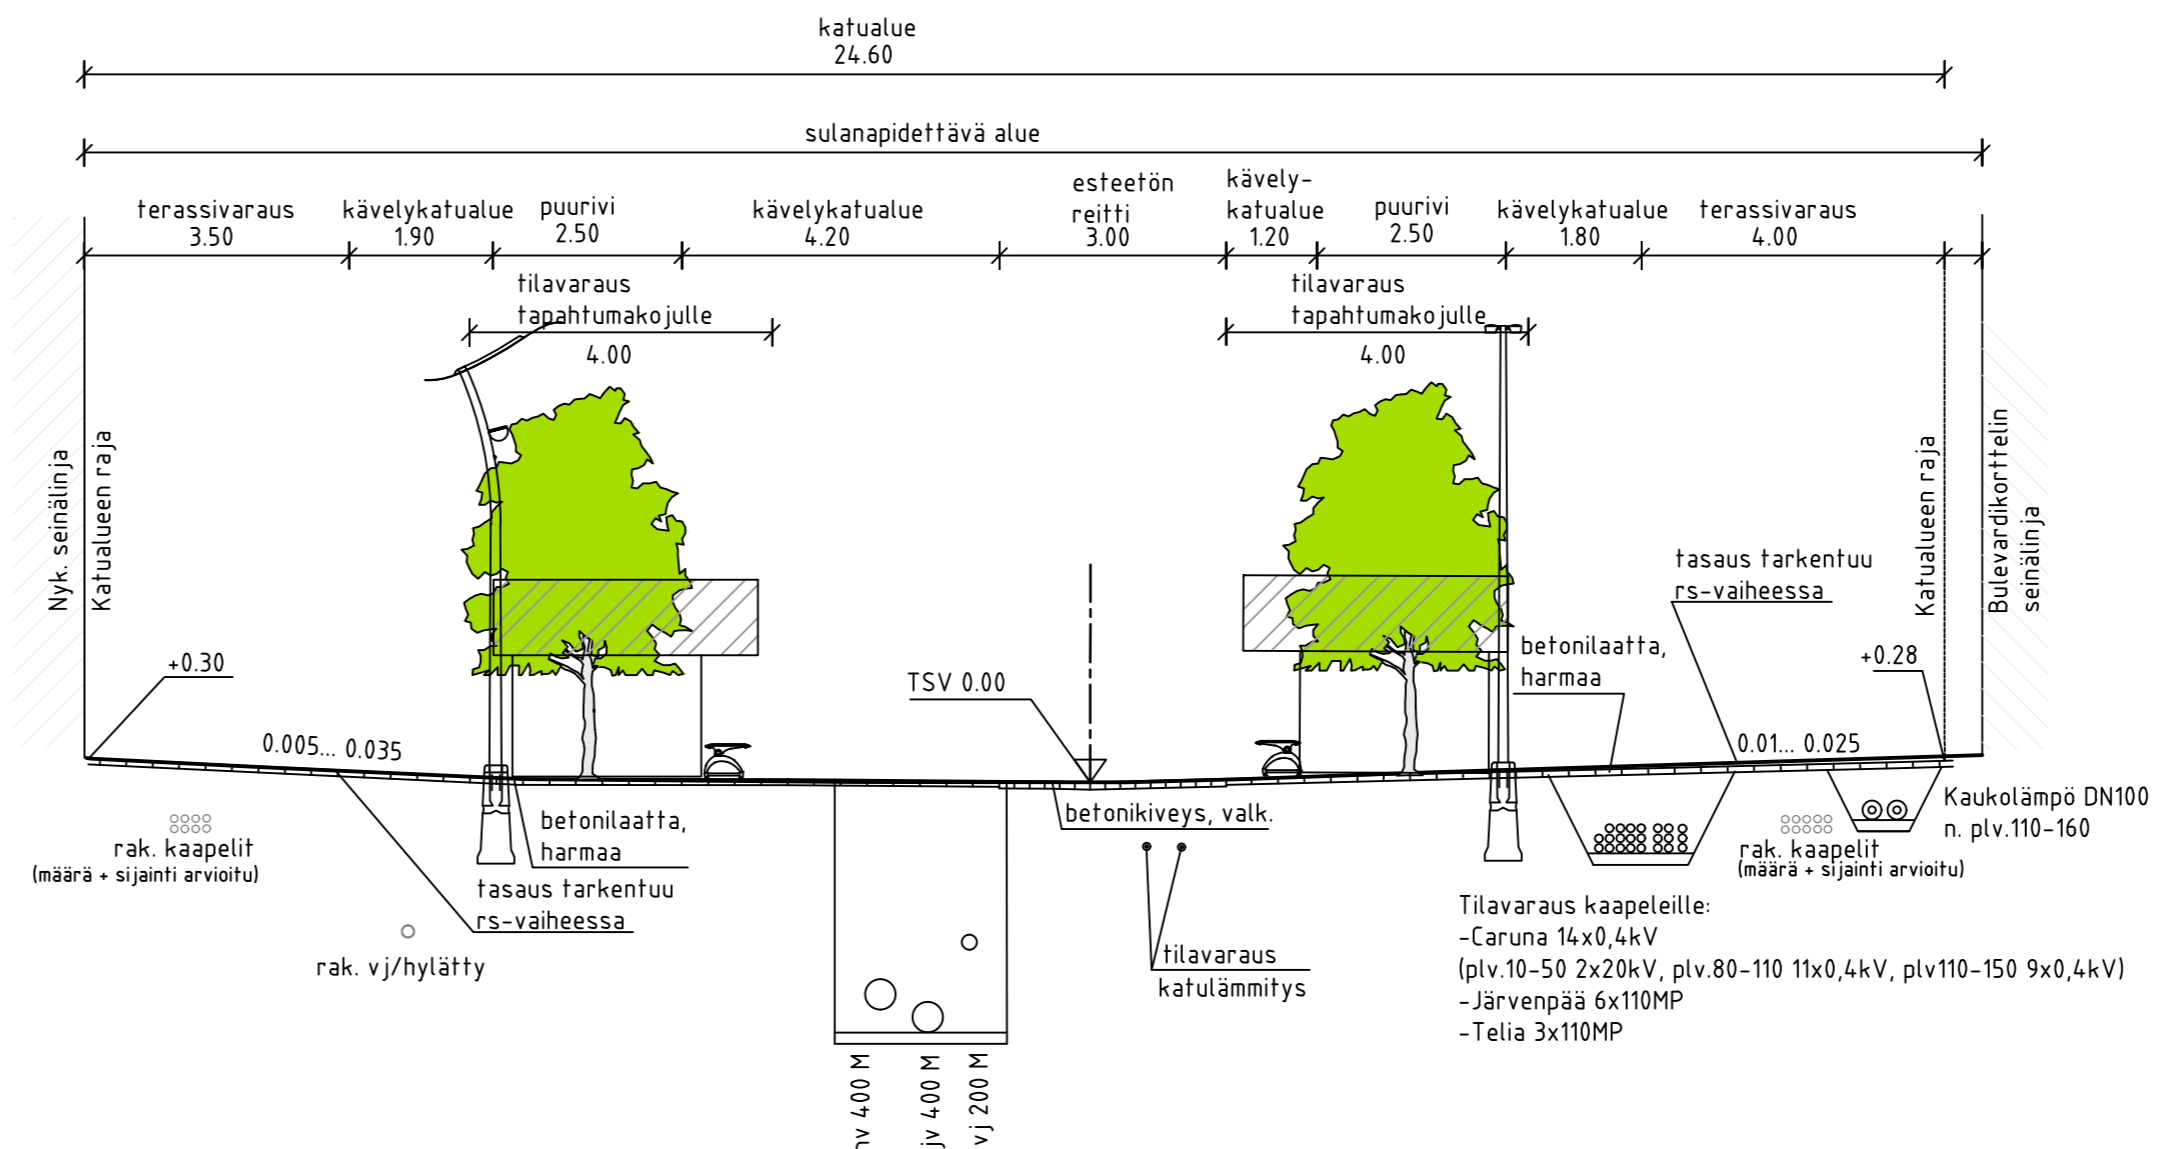 katualue
24.60
sulanapidettävä alue
terassivaraus
3.50
kävelykatualue
1.90
puurivi
2.50
kävelykatualue
4.20
esteetön
reitti
3.00
kävely-
katualue
1.20
puurivi
2.50
kävelykatualue
1.80
terassivaraus
4.00
tilavaraus
tapahtumakojulle
4.00
tilavaraus
tapahtumakojulle
4.00
Nyk. seinälinja
Katualueen raja
Katualueen raja
Bulevardikorttelin
seinälinja
+0.30
0.005... 0.035
TSV 0.00
betonilaatta,
harmaa
tasaus tarkentuu
rs-vaiheessa
+0.28
0.01... 0.025
rak. kaapelit
(määrä + sijainti arvioitu)
betonilaatta,
harmaa
tasaus tarkentuu
rs-vaiheessa
rak. vj/hylätty
betonikiveys, valk.
tilavaraus
katulämmitys
Kaukolämpö DN100
n. plv.110-160
rak. kaapelit
(määrä + sijainti arvioitu)
Tilavaraus kaapeleille:
-Caruna 14x0,4kV
(plv.10-50 2x20kV, plv.80-110 11x0,4kV, plv110-150 9x0,4kV)
-Järvenpää 6x110MP
-Telia 3x110MP
hv 400 M
jv 400 M
vj 200 M